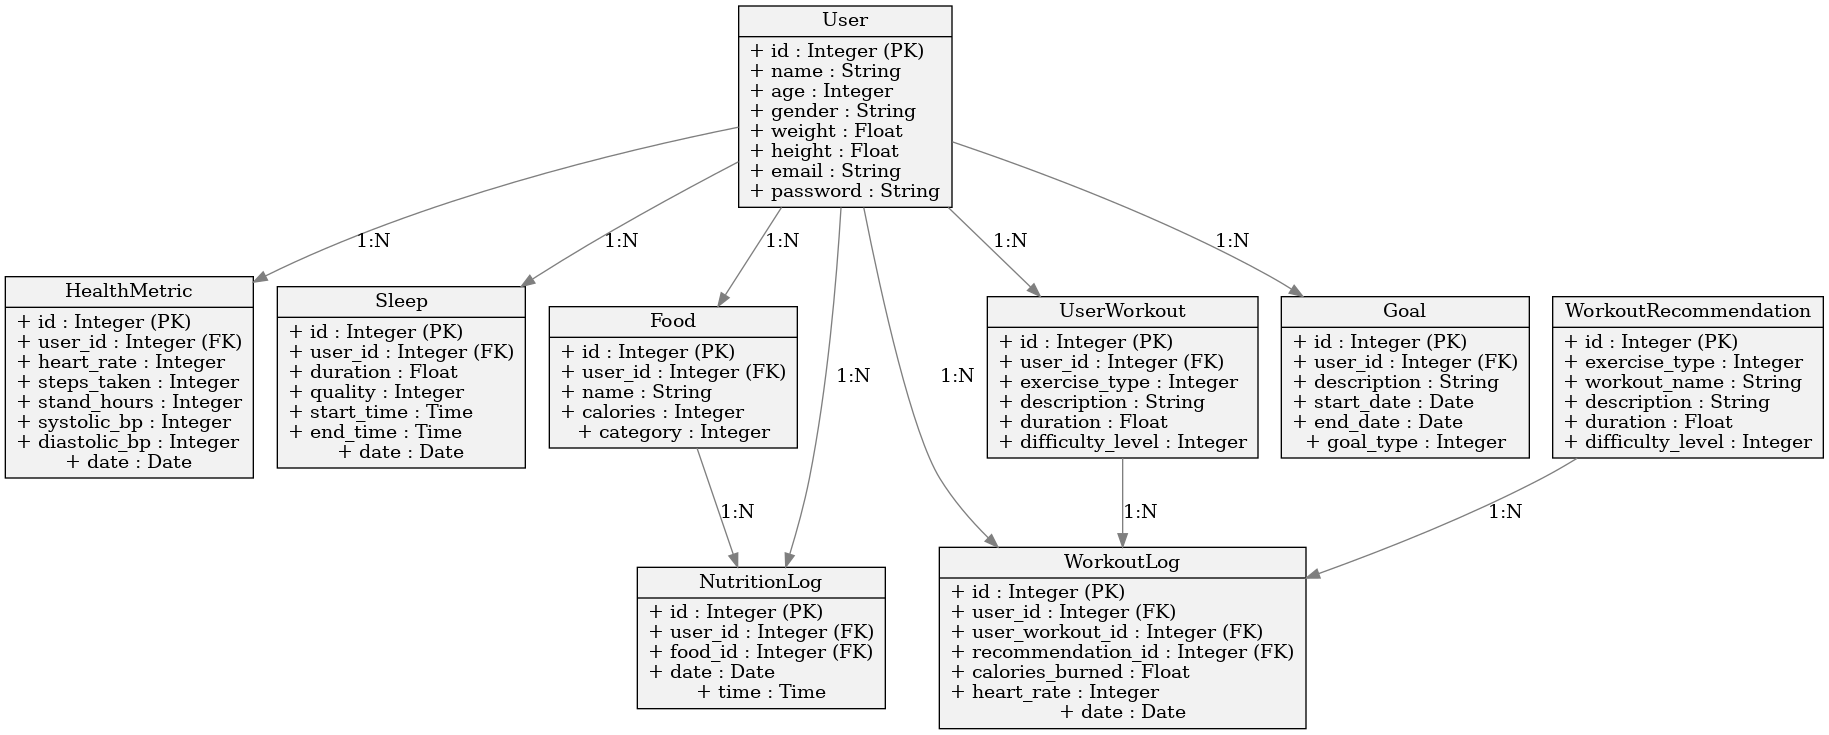 User
+ id : Integer (PK)
+ name : String
+ age : Integer
+ gender : String
+ weight : Float
+ height : Float
+ email : String
+ password : String
1:N
1:N
1:N
1:N
1:N
1:N
1:N
HealthMetric
+ id : Integer (PK)
+ user_id : Integer (FK)
+ heart_rate : Integer
+ steps_taken : Integer
+ stand_hours : Integer
+ systolic_bp : Integer
+ diastolic_bp : Integer
+ date : Date
Sleep
+ id : Integer (PK)
+ user_id : Integer (FK)
+ duration : Float
+ quality : Integer
+ start_time : Time
+ end_time : Time
+ date : Date
Food
+ id : Integer (PK)
+ user_id : Integer (FK)
+ name : String
+ calories : Integer
+ category : Integer
UserWorkout
+ id : Integer (PK)
+ user_id : Integer (FK)
+ exercise_type : Integer
+ description : String
+ duration : Float
+ difficulty_level : Integer
Goal
+ id : Integer (PK)
+ user_id : Integer (FK)
+ description : String
+ start_date : Date
+ end_date : Date
+ goal_type : Integer
WorkoutRecommendation
+ id : Integer (PK)
+ exercise_type : Integer
+ workout_name : String
+ description : String
+ duration : Float
+ difficulty_level : Integer
1:N
1:N
1:N
NutritionLog
+ id : Integer (PK)
+ user_id : Integer (FK)
+ food_id : Integer (FK)
+ date : Date
+ time : Time
WorkoutLog
+ id : Integer (PK)
+ user_id : Integer (FK)
+ user_workout_id : Integer (FK)
+ recommendation_id : Integer (FK)
+ calories_burned : Float
+ heart_rate : Integer
+ date : Date